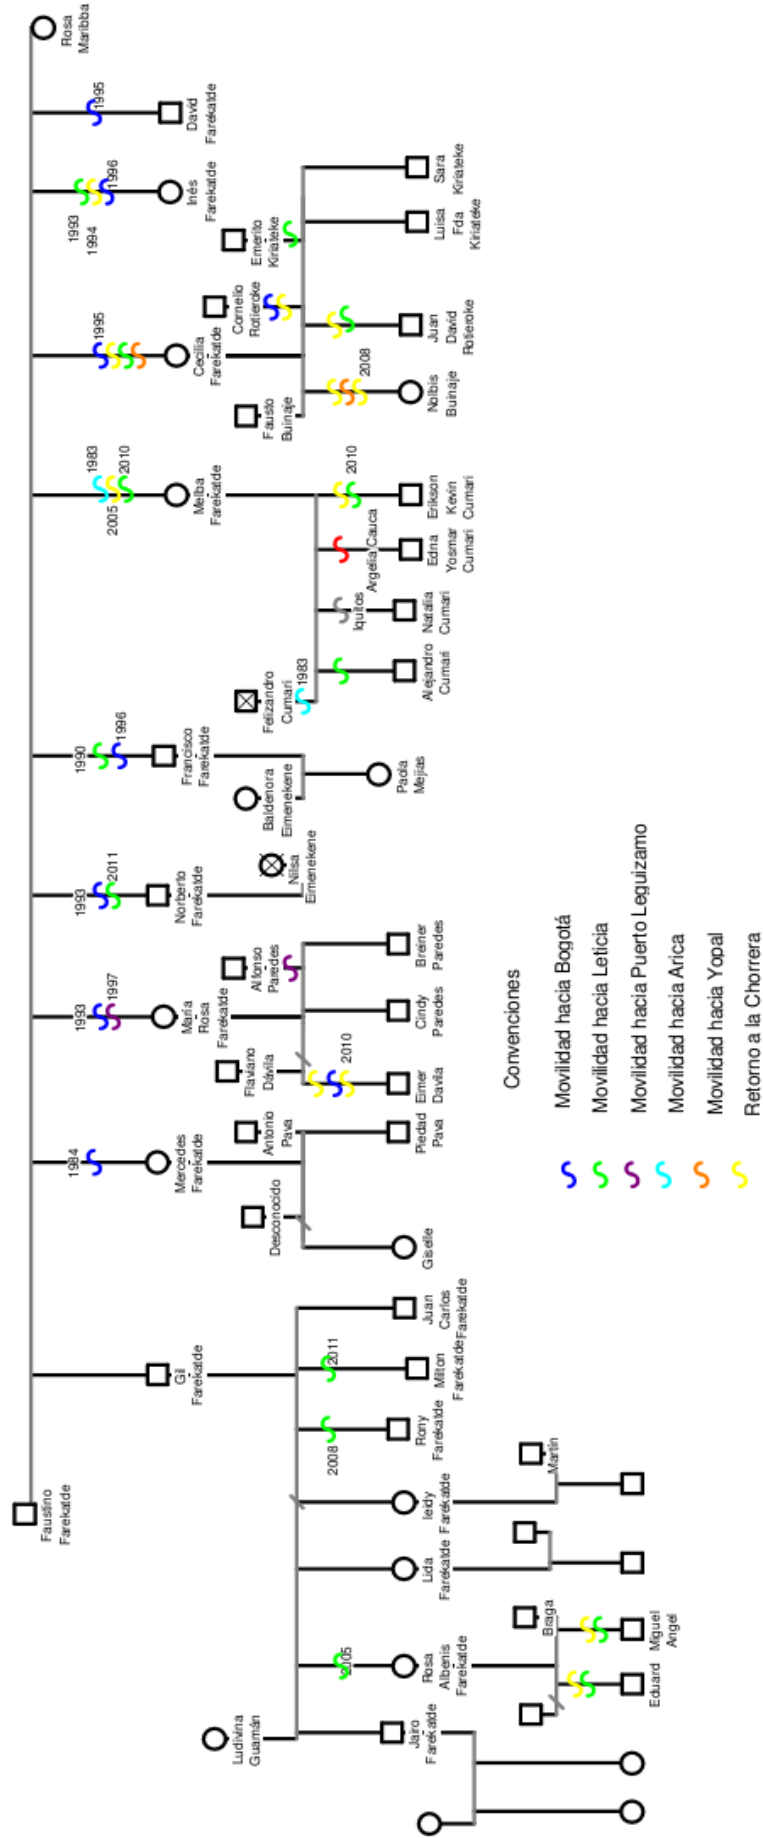 Faustino
Farekatde
Rosa
Maribba
Gil
Farekatde
1984
Mercedes
Farekatde
1993
1997
Maria
Rosa
Farekatde
1993
2011
Norberto
Farekatde
1990
1996
Francisco
Farekatde
1983
2005
2010
Melba
Farekatde
1995
Cecilia
Farekatde
1993
1994
1996
Inés
Farekatde
1995
David
Farekatde
Ludivina
Guamán
Desconocido
Antonio
Pava
Flaviano
Dávila
Alfonso
Paredes
Nilsa
Eimenekene
Baldenora
Eimenekene
Felizandro
Cumari
1983
Fausto
Buinaje
Cornelio
Rotieroke
Emerito
Kiriateke
Jairo
Farekatde
2005
Rosa
Albenis
Farekatde
Lida
Farekatde
leidy
Farekatde
2008
Rony
Farekatde
2011
Milton
Farekatde
Juan
Carlos
Farekatde
Giselle
Piedad
Pava
2010
Eimer
Davila
Cindy
Paredes
Breiner
Paredes
Paola
Mejias
Alejandro
Cumari
Iquitos
Natalia
Cumari
Argelia Cauca
Edna
Yosmar
Cumari
2010
Erikson
Kevin
Cumari
2008
Nolbis
Buinaje
Juan
David
Rotieroke
Luisa
Fda
Kiriateke
Sara
Kiriateke
Braga
Martín
Eduard
Miguel
Angel
Convenciones
Movilidad hacia Bogotá
Movilidad hacia Leticia
Movilidad hacia Puerto Leguizamo
Movilidad hacia Arica
Movilidad hacia Yopal
Retorno a la Chorrera